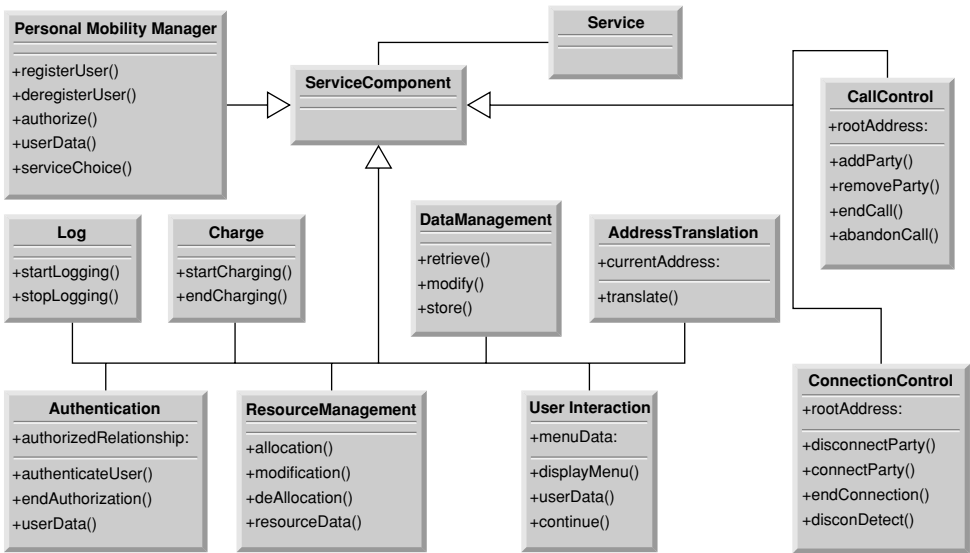 Personal Mobility Manager
+registerUser()
+deregisterUser()
+authorize()
+userData()
+serviceChoice()
ServiceComponent
Service
CallControl
+rootAddress:
+addParty()
+removeParty()
+endCall()
+abandonCall()
Log
+startLogging()
+stopLogging()
Charge
+startCharging()
+endCharging()
DataManagement
+retrieve()
+modify()
+store()
AddressTranslation
+currentAddress:
+translate()
Authentication
+authorizedRelationship:
+authenticateUser()
+endAuthorization()
+userData()
ResourceManagement
+allocation()
+modification()
+deAllocation()
+resourceData()
User Interaction
+menuData:
+displayMenu()
+userData()
+continue()
ConnectionControl
+rootAddress:
+disconnectParty()
+connectParty()
+endConnection()
+disconDetect()